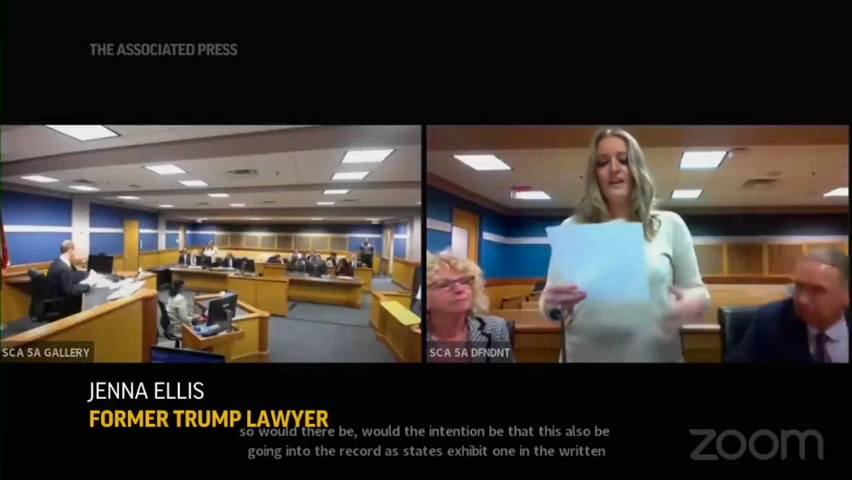 THE ASSOCIATED PRESS
SCA 5A GALLERY
SCA 5A DFNDNT
JENNA ELLIS
FORMER TRUMP LAWYER
so would there be, would the intention be that this also be
going into the record as states exhibit one in the written
zoom